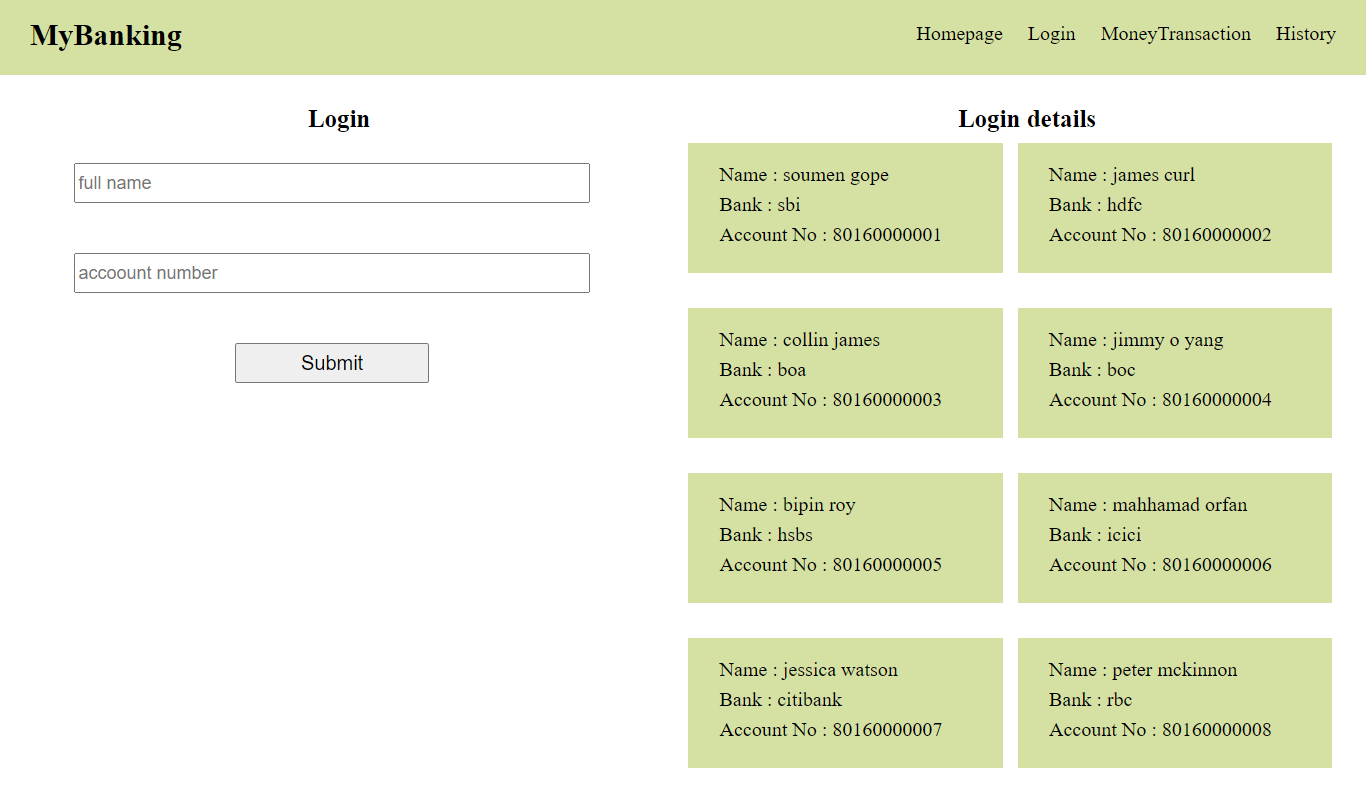 MyBanking
Homepage Login MoneyTransaction History
Login
full name
accoount number
Submit
Login details
Name : soumen gope
Bank : sbi
Account No : 80160000001
Name : james curl
Bank : hdfc
Account No : 80160000002
Name : collin james
Bank : boa
Account No : 80160000003
Name : jimmy o yang
Bank : boc
Account No : 80160000004
Name : bipin roy
Bank : hsbs
Account No : 80160000005
Name : mahhamad orfan
Bank : icici
Account No : 80160000006
Name : jessica watson
Bank : citibank
Account No : 80160000007
Name : peter mckinnon
Bank : rbc
Account No : 80160000008